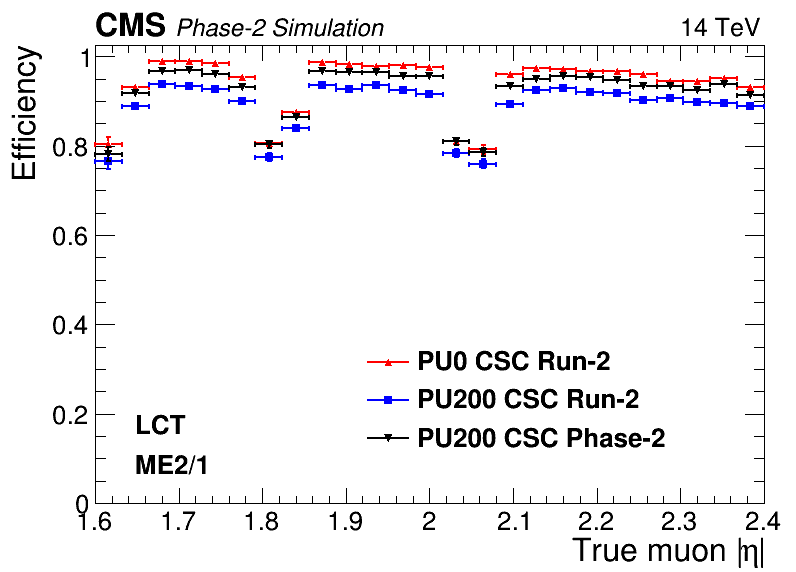 CMS Phase-2 Simulation 14 TeV
Efficiency
1
0.8
0.6
0.4
0.2
0
PU0 CSC Run-2
PU200 CSC Run-2
PU200 CSC Phase-2
LCT
ME2/1
1.6 1.7 1.8 1.9 2 2.1 2.2 2.3 2.4
True muon |η|